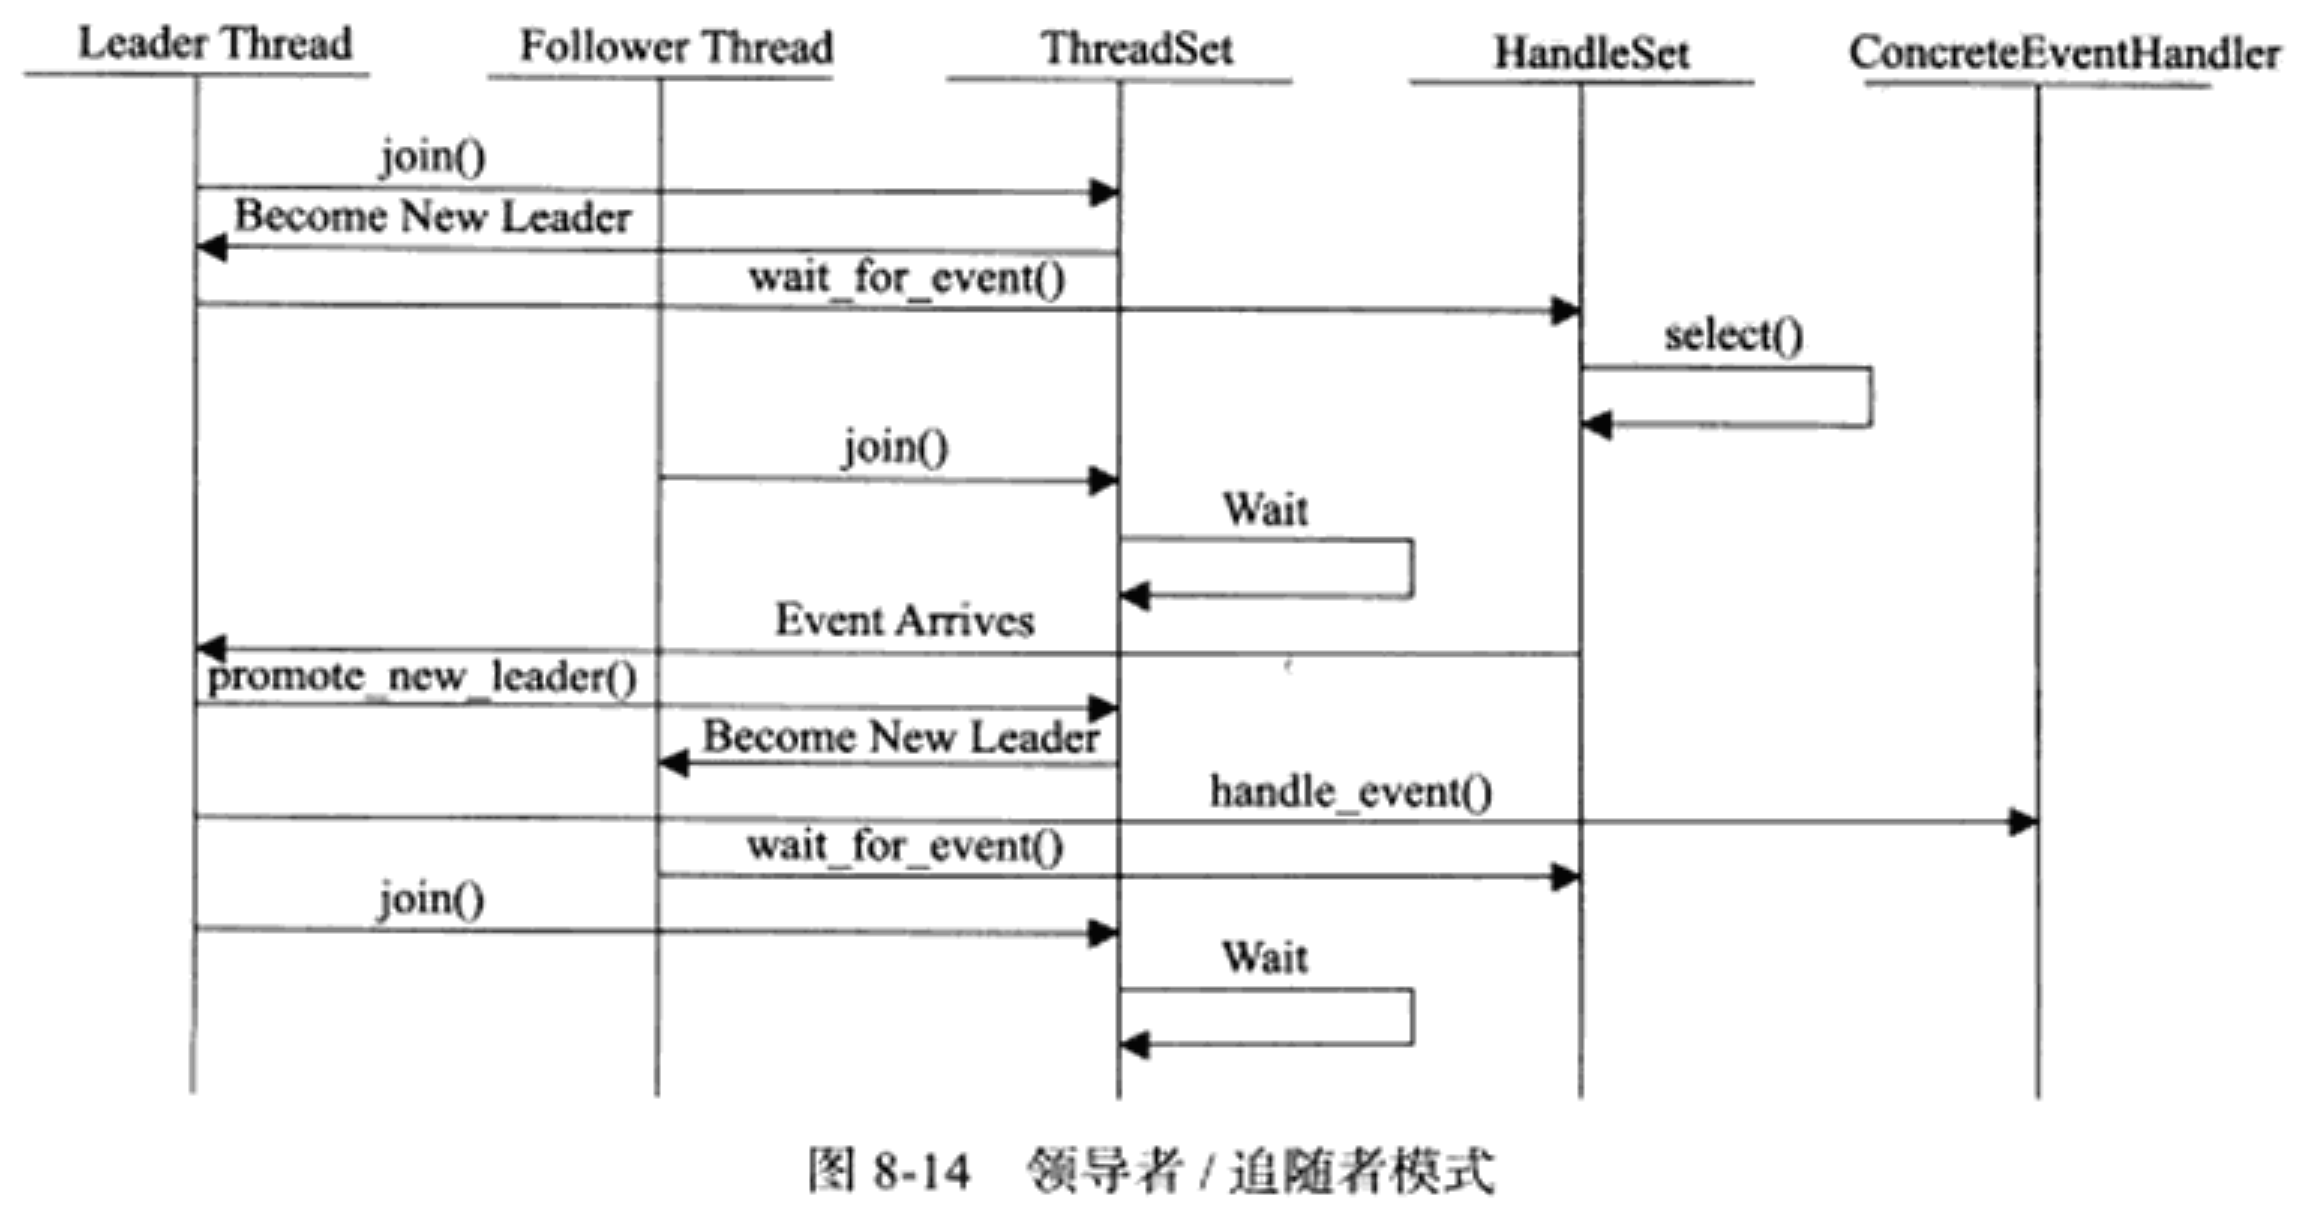 Leader Thread
Follower Thread
ThreadSet
HandleSet
ConcreteEventHandler
join()
Become New Leader
wait_for_event()
select()
join()
Wait
Event Arrives
promote_new_leader()
Become New Leader
handle_event()
wait_for_event()
join()
Wait
图 8-14 领导者 / 追随者模式